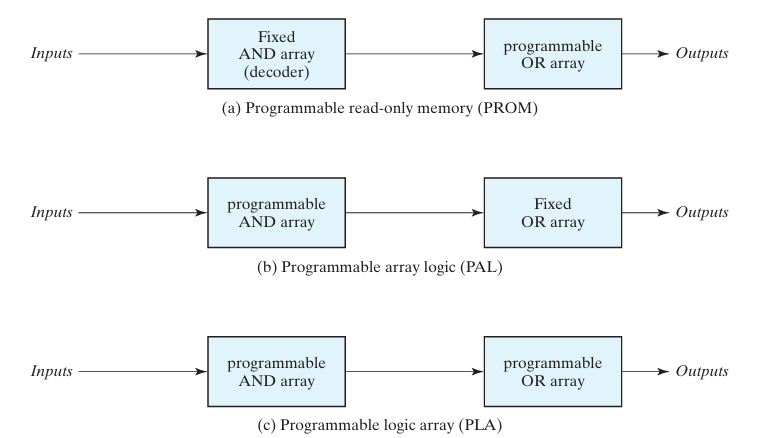 Fixed
Inputs AND array programmable Outputs
(decoder) OR array
(a) Programmable read-only memory (PROM)
Inputs programmable Fixed Outputs
AND array OR array
(b) Programmable array logic (PAL)
Inputs programmable programmable Outputs
AND array OR array
(c) Programmable logic array (PLA)